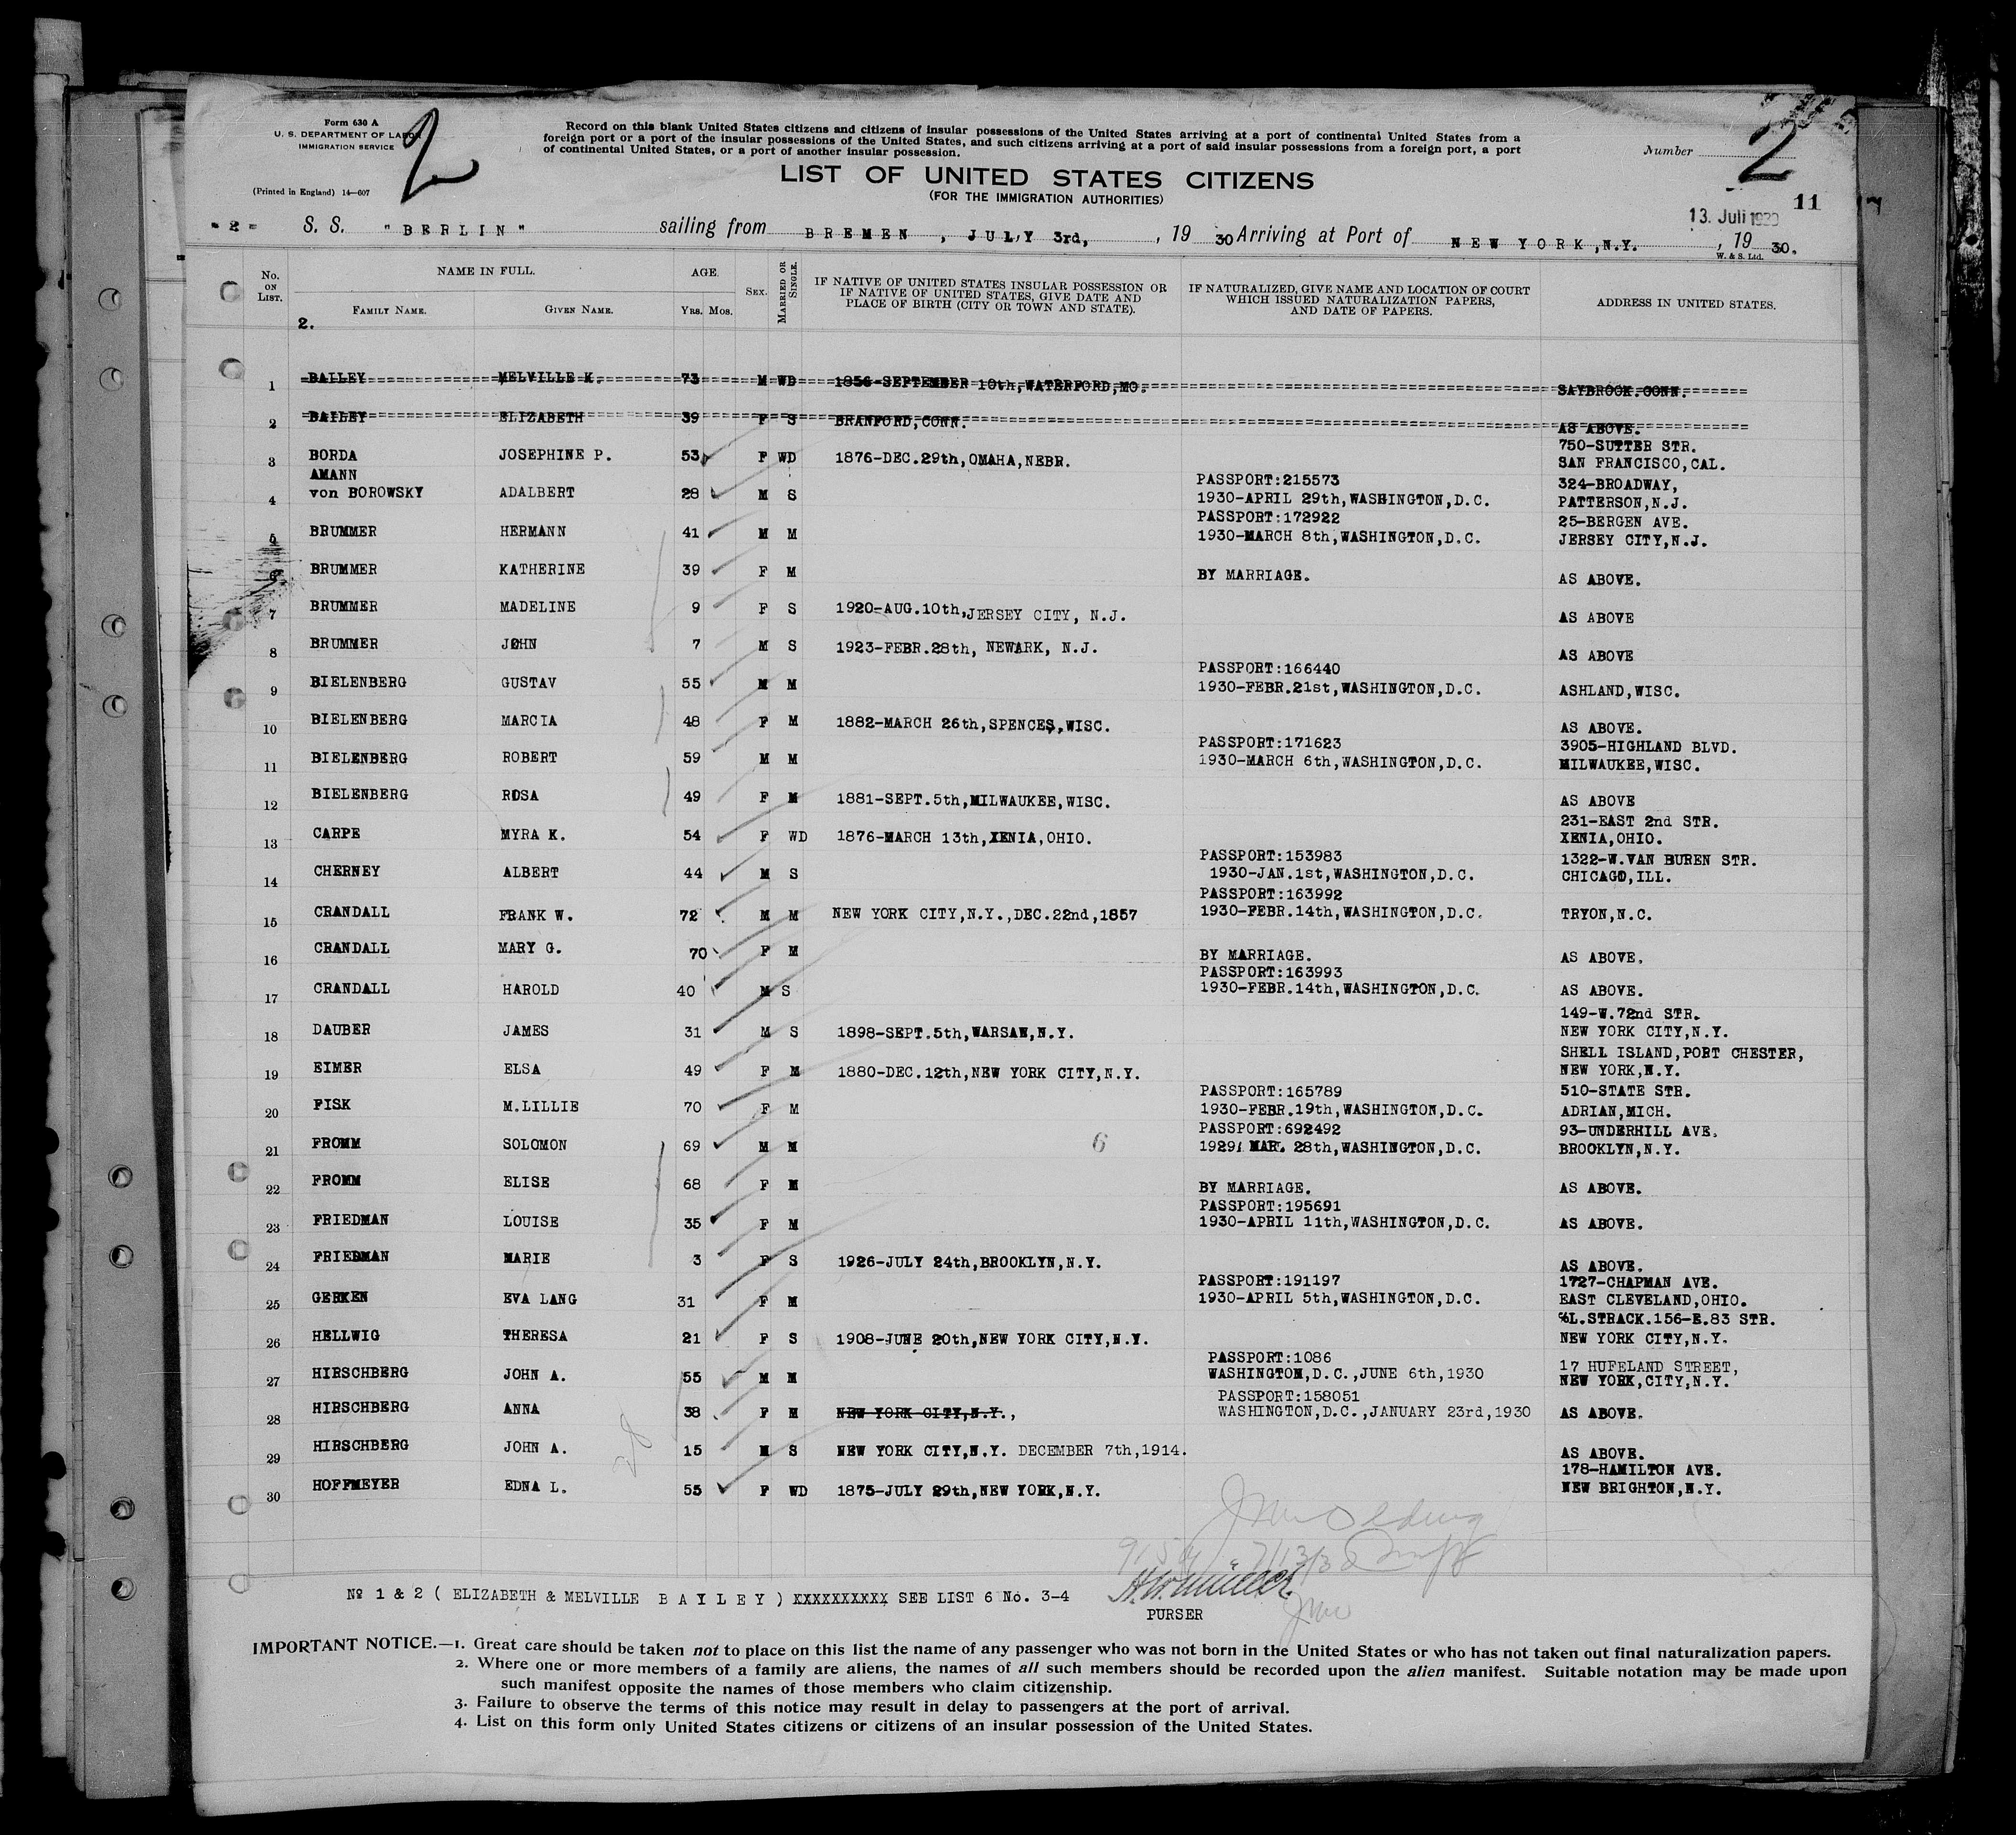 Form 630 A
U. S. DEPARTMENT OF LABOR
IMMIGRATION SERVICE
(Printed in England) 14—607
2
Record on this blank United States citizens and citizens of insular possessions of the United States arriving at a port of continental United States from a
foreign port or a port of the insular possessions of the United States, and such citizens arriving at a port of said insular possessions from a foreign port, a port
of continental United States, or a port of another insular possession.
Number 2
LIST OF UNITED STATES CITIZENS
(FOR THE IMMIGRATION AUTHORITIES)
11
13. Juli 1930
- 2 - S. S. "BERLIN" sailing from BREMEN, JULY 3rd, , 19 30 Arriving at Port of NEW YORK, N.Y. , 19 30.
W. & S. Ltd.
No. ON LIST. NAME IN FULL. FAMILY NAME. GIVEN NAME. AGE. YRS. MOS. SEX. MARRIED OR SINGLE. IF NATIVE OF UNITED STATES INSULAR POSSESSION OR IF NATIVE OF UNITED STATES, GIVE DATE AND PLACE OF BIRTH (CITY OR TOWN AND STATE). IF NATURALIZED, GIVE NAME AND LOCATION OF COURT WHICH ISSUED NATURALIZATION PAPERS, AND DATE OF PAPERS. ADDRESS IN UNITED STATES.
2.
1 BAILEY MELVILLE K. 73 M WD 1856-SEPTEMBER 10th, WATERFORD, MO. SAYBROOK.CONN.
2 BAILEY ELIZABETH 39 F S BRANFORD, CONN. AS ABOVE.
750-SUTTER STR.
3 BORDA JOSEPHINE P. 53 F WD 1876-DEC.29th, OMAHA, NEBR. SAN FRANCISCO, CAL.
AMANN PASSPORT:215573 324-BROADWAY,
4 von BOROWSKY ADALBERT 28 M S 1930-APRIL 29th, WASHINGTON, D.C. PATTERSON, N.J.
PASSPORT:172922 25-BERGEN AVE.
5 BRUMMER HERMANN 41 M M 1930-MARCH 8th, WASHINGTON, D.C. JERSEY CITY, N.J.
6 BRUMMER KATHERINE 39 F M BY MARRIAGE. AS ABOVE.
7 BRUMMER MADELINE 9 F S 1920-AUG.10th, JERSEY CITY, N.J. AS ABOVE
8 BRUMMER JOHN 7 M S 1923-FEBR.28th, NEWARK, N.J. AS ABOVE
PASSPORT:166440
9 BIELENBERG GUSTAV 55 M M 1930-FEBR.21st, WASHINGTON, D.C. ASHLAND, WISC.
10 BIELENBERG MARCIA 48 F M 1882-MARCH 26th, SPENCES, WISC. AS ABOVE.
PASSPORT:171623 3905-HIGHLAND BLVD.
11 BIELENBERG ROBERT 59 M M 1930-MARCH 6th, WASHINGTON, D.C. MILWAUKEE, WISC.
12 BIELENBERG ROSA 49 F M 1881-SEPT.5th, MILWAUKEE, WISC. AS ABOVE
231-EAST 2nd STR.
13 CARPE MYRA K. 54 F WD 1876-MARCH 13th, XENIA, OHIO. XENIA, OHIO.
PASSPORT:153983 1322-W.VAN BUREN STR.
14 CHERNEY ALBERT 44 M S 1930-JAN.1st, WASHINGTON, D.C. CHICAGO, ILL.
PASSPORT:163992
15 CRANDALL FRANK W. 72 M M NEW YORK CITY, N.Y., DEC.22nd, 1857 1930-FEBR.14th, WASHINGTON, D.C. TRYON, N.C.
16 CRANDALL MARY G. 70 F M BY MARRIAGE. AS ABOVE.
PASSPORT:163993
17 CRANDALL HAROLD 40 M S 1930-FEBR.14th, WASHINGTON, D.C. AS ABOVE.
149-W.72nd STR.
18 DAUBER JAMES 31 M S 1898-SEPT.5th, WARSAW, N.Y. NEW YORK CITY, N.Y.
SHELL ISLAND, PORT CHESTER,
19 EIMER ELSA 49 F M 1880-DEC.12th, NEW YORK CITY, N.Y. NEW YORK, N.Y.
PASSPORT:165789 510-STATE STR.
20 FISK M.LILLIE 70 F M 1930-FEBR.19th, WASHINGTON, D.C. ADRIAN, MICH.
PASSPORT:692492 93-UNDERHILL AVE.
21 FROMM SOLOMON 69 M M 6 1929, MAR. 28th, WASHINGTON, D.C. BROOKLYN, N.Y.
22 FROMM ELISE 68 F M BY MARRIAGE. AS ABOVE.
PASSPORT:195691
23 FRIEDMAN LOUISE 35 F M 1930-APRIL 11th, WASHINGTON, D.C. AS ABOVE.
24 FRIEDMAN MARIE 3 F S 1926-JULY 24th, BROOKLYN, N.Y. AS ABOVE.
PASSPORT:191197 1727-CHAPMAN AVE.
25 GERKEN EVA LANG 31 F M 1930-APRIL 5th, WASHINGTON, D.C. EAST CLEVELAND, OHIO.
℅L.STRACK.156-E.83 STR.
26 HELLWIG THERESA 21 F S 1908-JUNE 20th, NEW YORK CITY, N.Y. NEW YORK CITY, N.Y.
PASSPORT:1086 17 HUFELAND STREET,
27 HIRSCHBERG JOHN A. 55 M M WASHINGTON, D.C., JUNE 6th, 1930 NEW YORK, CITY, N.Y.
PASSPORT:158051
28 HIRSCHBERG ANNA 38 F M NEW YORK CITY, N.Y., WASHINGTON, D.C., JANUARY 23rd, 1930 AS ABOVE.
29 HIRSCHBERG JOHN A. 15 M S NEW YORK CITY, N.Y. DECEMBER 7th, 1914. AS ABOVE.
178-HAMILTON AVE.
30 HOFFMEYER EDNA L. 55 F WD 1875-JULY 29th, NEW YORK, N.Y. NEW BRIGHTON, N.Y.
28
7/13/30
№ 1 & 2 ( ELIZABETH & MELVILLE BAYLEY ) XXXXXXXXXX SEE LIST 6 No. 3-4
PURSER
IMPORTANT NOTICE.—1. Great care should be taken not to place on this list the name of any passenger who was not born in the United States or who has not taken out final naturalization papers.
2. Where one or more members of a family are aliens, the names of all such members should be recorded upon the alien manifest. Suitable notation may be made upon
such manifest opposite the names of those members who claim citizenship.
3. Failure to observe the terms of this notice may result in delay to passengers at the port of arrival.
4. List on this form only United States citizens or citizens of an insular possession of the United States.